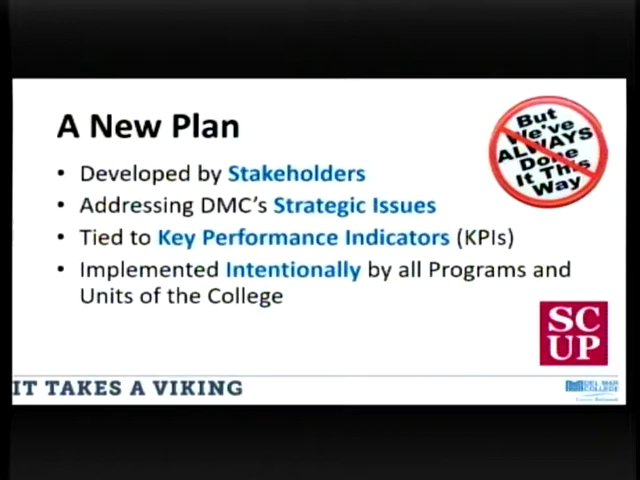 A New Plan
But
We've
ALWAYS
Done
It This
Way
• Developed by Stakeholders
• Addressing DMC's Strategic Issues
• Tied to Key Performance Indicators (KPIs)
• Implemented Intentionally by all Programs and
Units of the College
SC
UP
IT TAKES A VIKING
DEL MAR
COLLEGE